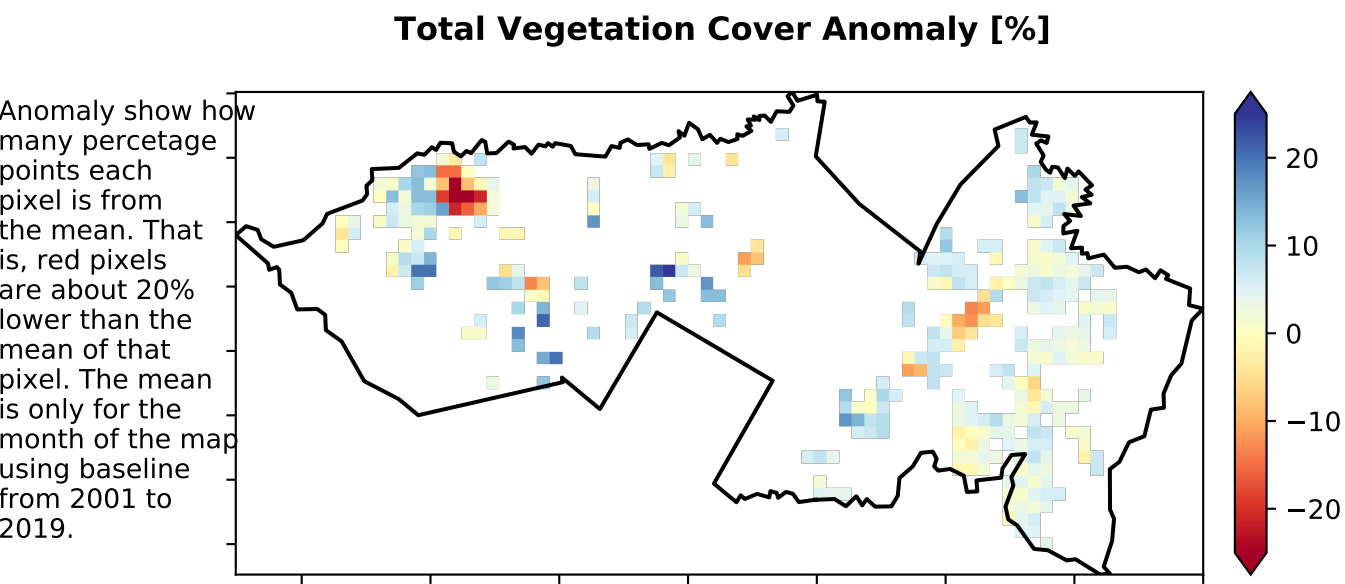 Total Vegetation Cover Anomaly [%]
Anomaly show how
many percetage
points each
pixel is from
the mean. That
is, red pixels
are about 20%
lower than the
mean of that
pixel. The mean
is only for the
month of the map
using baseline
from 2001 to
2019.
20
10
0
−10
−20